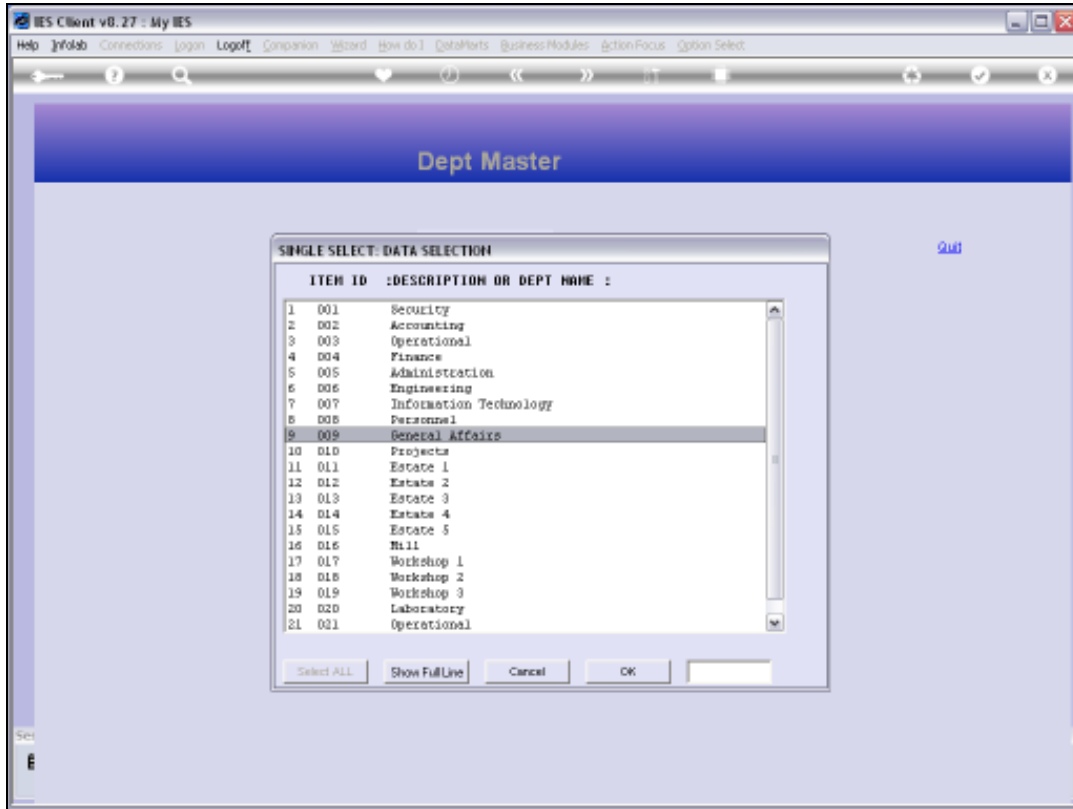 IES Client v8.27 : My IES
Help Infolab Connections Logon Logoff Companion Wizard How do I DataMarts Business Modules Action Focus Option Select
Dept Master
Quit
SINGLE SELECT: DATA SELECTION
ITEM ID :DESCRIPTION OR DEPT NAME :
1 001 Security
2 002 Accounting
3 003 Operational
4 004 Finance
5 005 Administration
6 006 Engineering
7 007 Information Technology
8 008 Personnel
9 009 General Affairs
10 010 Projects
11 011 Estate 1
12 012 Estate 2
13 013 Estate 3
14 014 Estate 4
15 015 Estate 5
16 016 Mill
17 017 Workshop 1
18 018 Workshop 2
19 019 Workshop 3
20 020 Laboratory
21 021 Operational
Select ALL Show Full Line Cancel OK
Ses